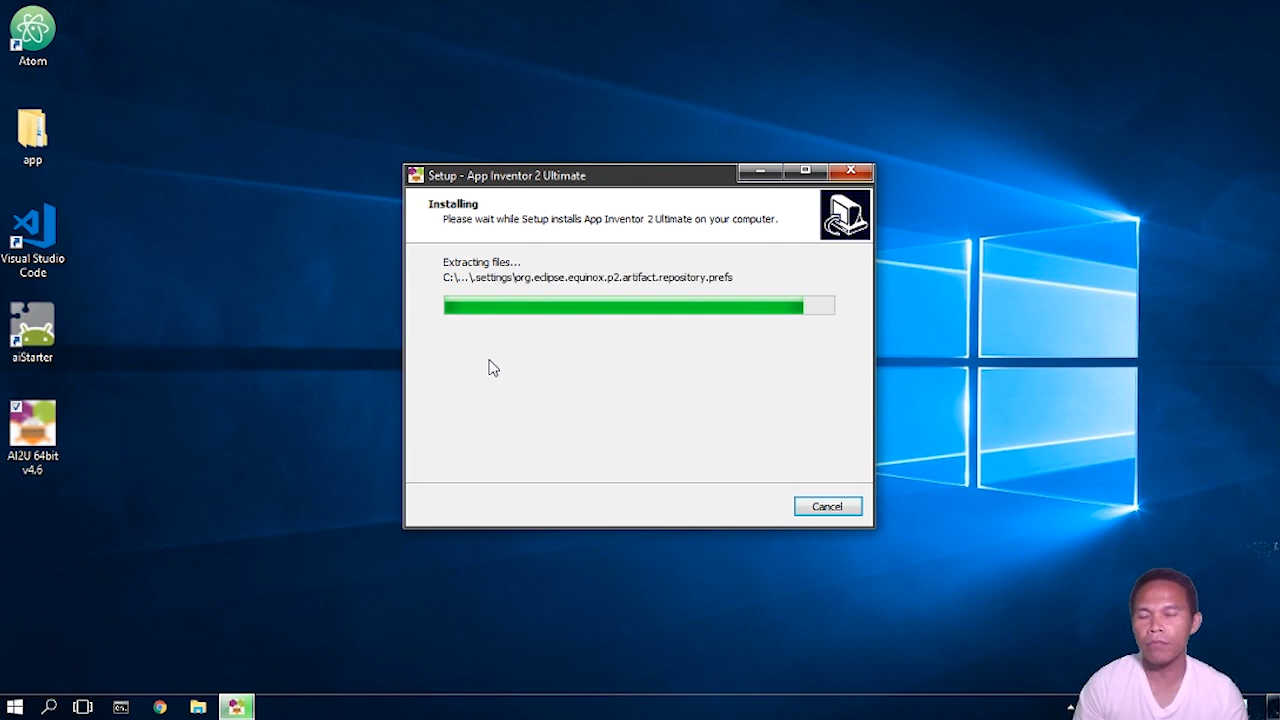 Atom
app
Visual Studio
Code
aiStarter
AI2U 64bit
v4.6
Setup - App Inventor 2 Ultimate
Installing
Please wait while Setup installs App Inventor 2 Ultimate on your computer.
Extracting files...
C:\...\.settings\org.eclipse.equinox.p2.artifact.repository.prefs
Cancel